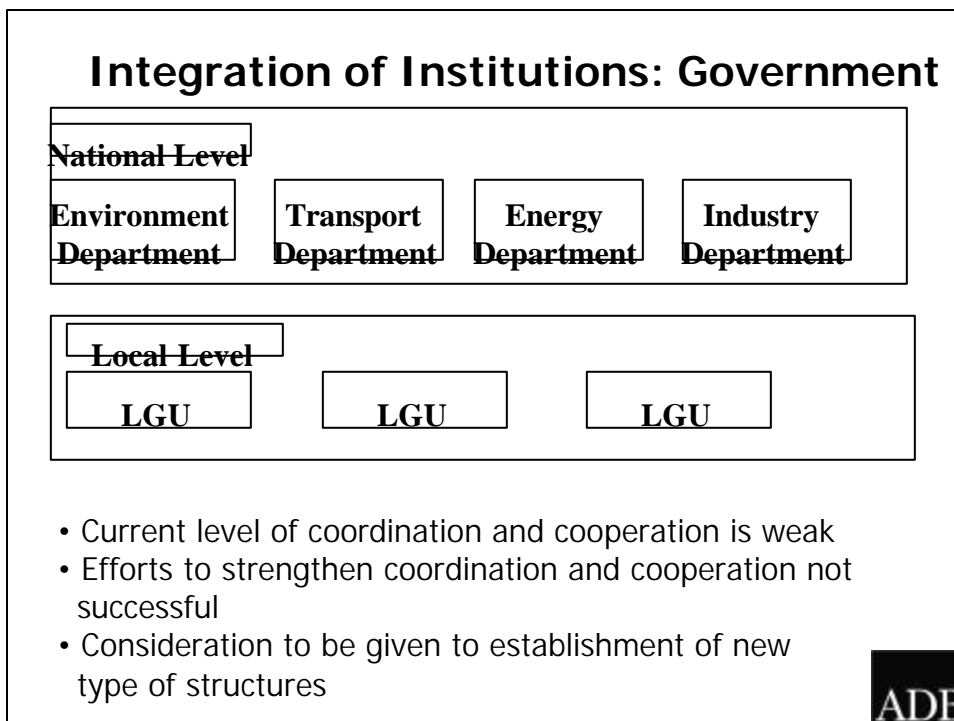 Integration of Institutions: Government
National Level
Environment Department
Transport Department
Energy Department
Industry Department
Local Level
LGU
LGU
LGU
• Current level of coordination and cooperation is weak
• Efforts to strengthen coordination and cooperation not
successful
• Consideration to be given to establishment of new
type of structures
ADB